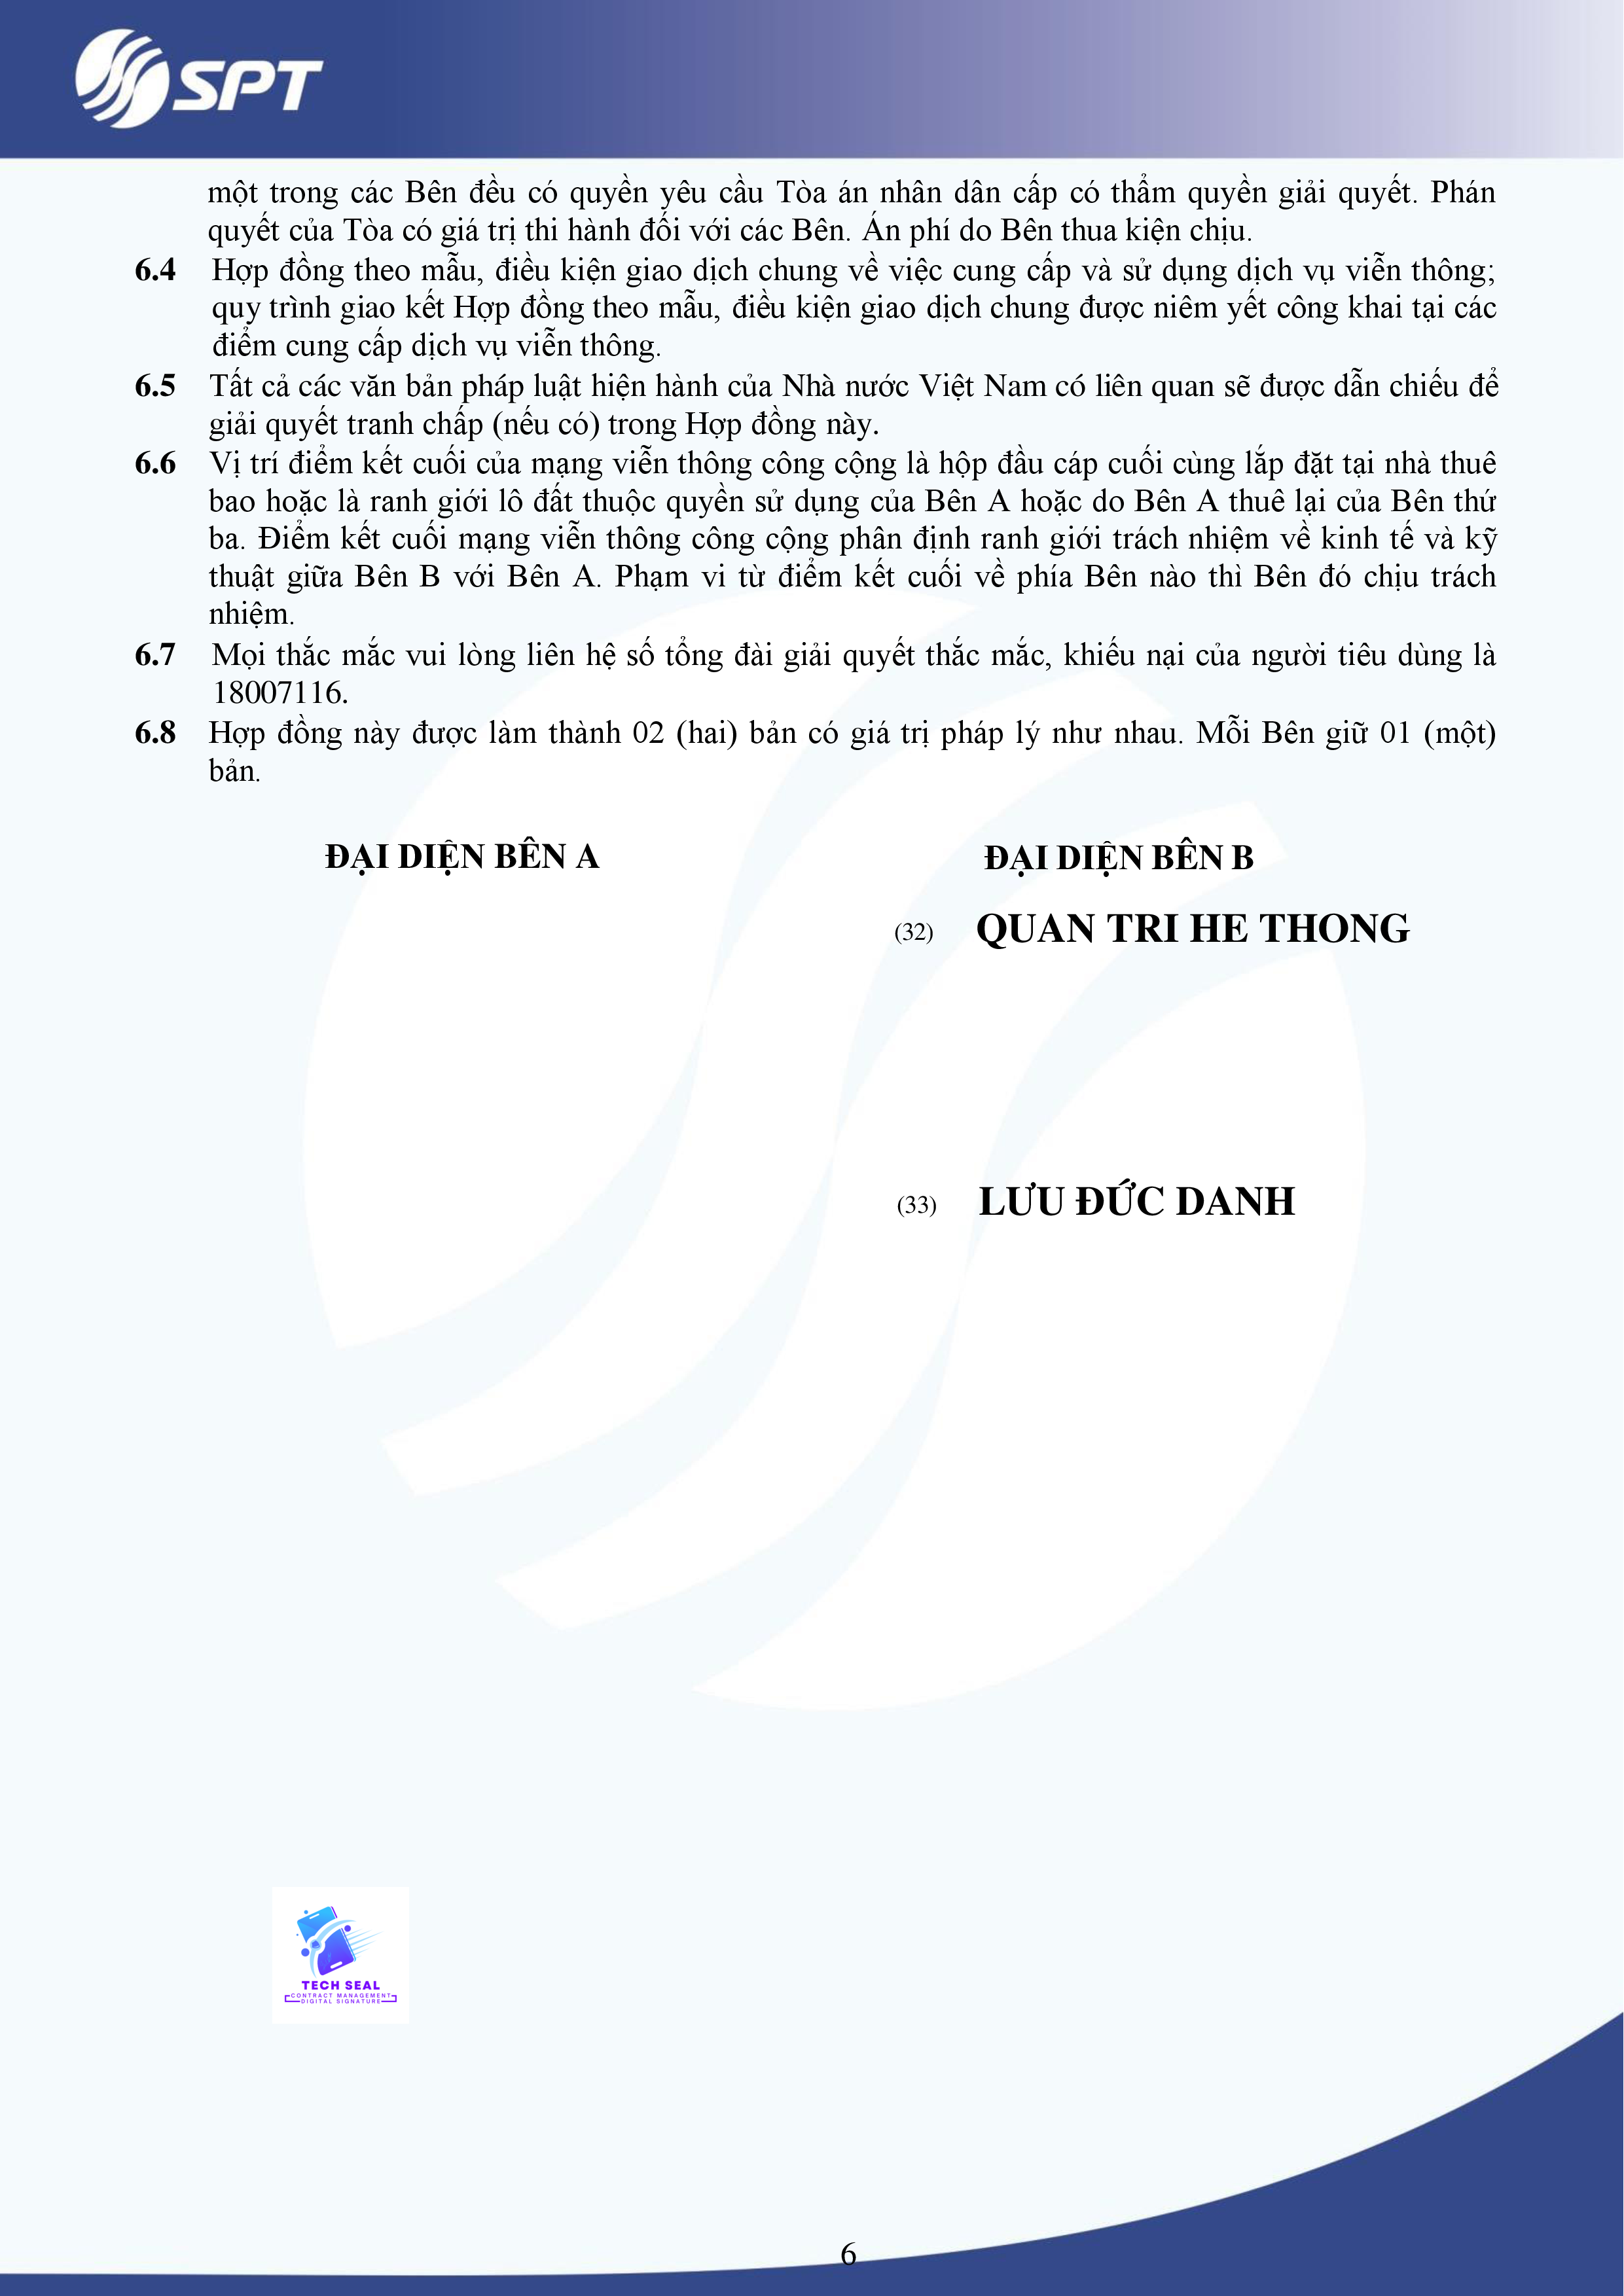 SPT
một trong các Bên đều có quyền yêu cầu Tòa án nhân dân cấp có thẩm quyền giải quyết. Phán
quyết của Tòa có giá trị thi hành đối với các Bên. Án phí do Bên thua kiện chịu.
6.4 Hợp đồng theo mẫu, điều kiện giao dịch chung về việc cung cấp và sử dụng dịch vụ viễn thông;
quy trình giao kết Hợp đồng theo mẫu, điều kiện giao dịch chung được niêm yết công khai tại các
điểm cung cấp dịch vụ viễn thông.
6.5 Tất cả các văn bản pháp luật hiện hành của Nhà nước Việt Nam có liên quan sẽ được dẫn chiếu để
giải quyết tranh chấp (nếu có) trong Hợp đồng này.
6.6 Vị trí điểm kết cuối của mạng viễn thông công cộng là hộp đầu cáp cuối cùng lắp đặt tại nhà thuê
bao hoặc là ranh giới lô đất thuộc quyền sử dụng của Bên A hoặc do Bên A thuê lại của Bên thứ
ba. Điểm kết cuối mạng viễn thông công cộng phân định ranh giới trách nhiệm về kinh tế và kỹ
thuật giữa Bên B với Bên A. Phạm vi từ điểm kết cuối về phía Bên nào thì Bên đó chịu trách
nhiệm.
6.7 Mọi thắc mắc vui lòng liên hệ số tổng đài giải quyết thắc mắc, khiếu nại của người tiêu dùng là
18007116.
6.8 Hợp đồng này được làm thành 02 (hai) bản có giá trị pháp lý như nhau. Mỗi Bên giữ 01 (một)
bản.
ĐẠI DIỆN BÊN A ĐẠI DIỆN BÊN B
(32) QUAN TRI HE THONG
(33) LƯU ĐỨC DANH
TECH SEAL
CONTRACT MANAGEMENT
DIGITAL SIGNATURE
6